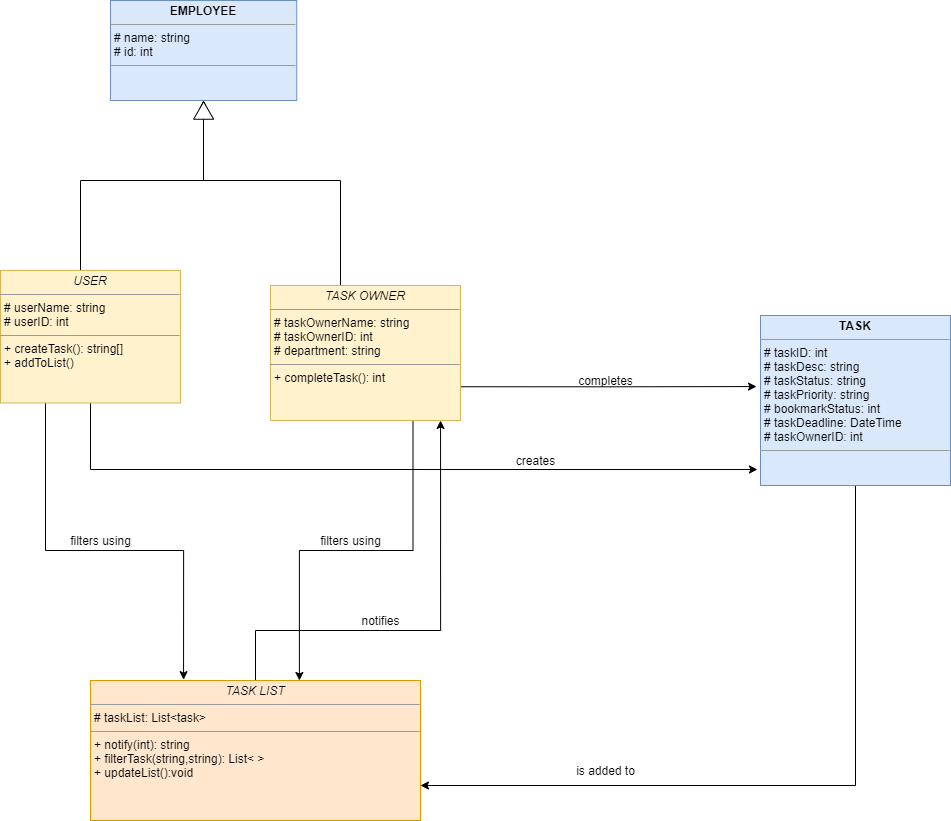 EMPLOYEE
# name: string
# id: int
USER
# userName: string
# userID: int
+ createTask(): string[]
+ addToList()
TASK OWNER
# taskOwnerName: string
# taskOwnerID: int
# department: string
+ completeTask(): int
TASK
# taskID: int
# taskDesc: string
# taskStatus: string
# taskPriority: string
# bookmarkStatus: int
# taskDeadline: DateTime
# taskOwnerID: int
completes
creates
filters using
filters using
notifies
TASK LIST
# taskList: List<task>
+ notify(int): string
+ filterTask(string,string): List< >
+ updateList():void
is added to